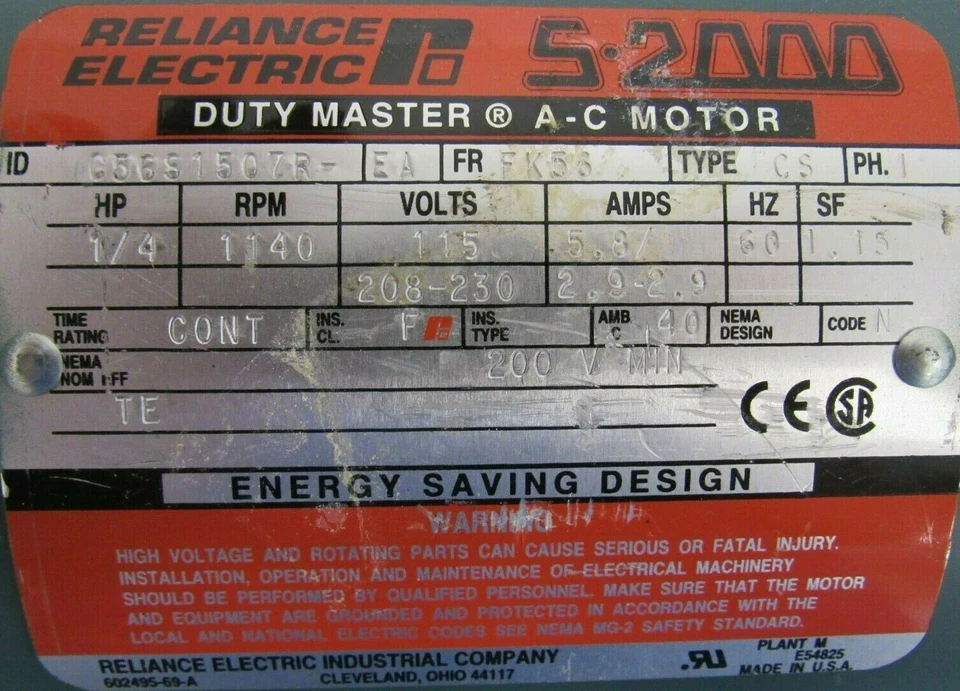 RELIANCE
ELECTRIC
S-2000
DUTY MASTER ® A-C MOTOR
ID C56S1507R- EA FR FK56 TYPE CS PH. 1
HP RPM VOLTS AMPS HZ SF
1/4 1140 115 5.8/ 60 1.15
208-230 2.9-2.9
TIME RATING CONT INS. CL. F INS. TYPE AMB °C 40 NEMA DESIGN CODE N
NEMA NOM EFF 200 V MIN
TE
CE SA
ENERGY SAVING DESIGN
WARNING
HIGH VOLTAGE AND ROTATING PARTS CAN CAUSE SERIOUS OR FATAL INJURY.
INSTALLATION, OPERATION AND MAINTENANCE OF ELECTRICAL MACHINERY
SHOULD BE PERFORMED BY QUALIFIED PERSONNEL. MAKE SURE THAT THE MOTOR
AND EQUIPMENT ARE GROUNDED AND PROTECTED IN ACCORDANCE WITH THE
LOCAL AND NATIONAL ELECTRIC CODES SEE NEMA MG-2 SAFETY STANDARD.
RELIANCE ELECTRIC INDUSTRIAL COMPANY
602495-69-A CLEVELAND, OHIO 44117
RU
PLANT M
E54825
MADE IN U.S.A.